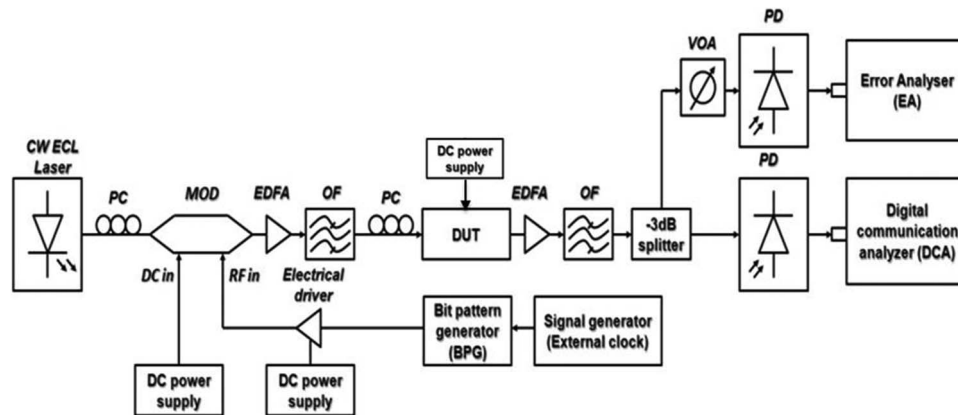 PD
VOA
Error Analyser
(EA)
CW ECL
Laser
PC
MOD
EDFA
OF
PC
DC power
supply
EDFA
OF
PD
DUT
-3dB
splitter
Digital
communication
analyzer (DCA)
DC in
RF in
Electrical
driver
Bit pattern
generator
(BPG)
Signal generator
(External clock)
DC power
supply
DC power
supply